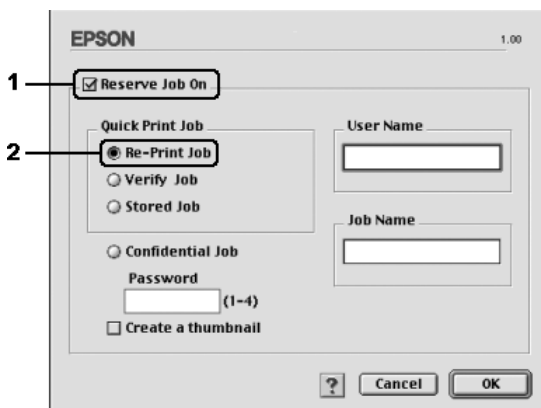 EPSON
1.00
1
Reserve Job On
Quick Print Job
2
Re-Print Job
Verify Job
Stored Job
User Name
Job Name
Confidential Job
Password
(1-4)
Create a thumbnail
?
Cancel
OK